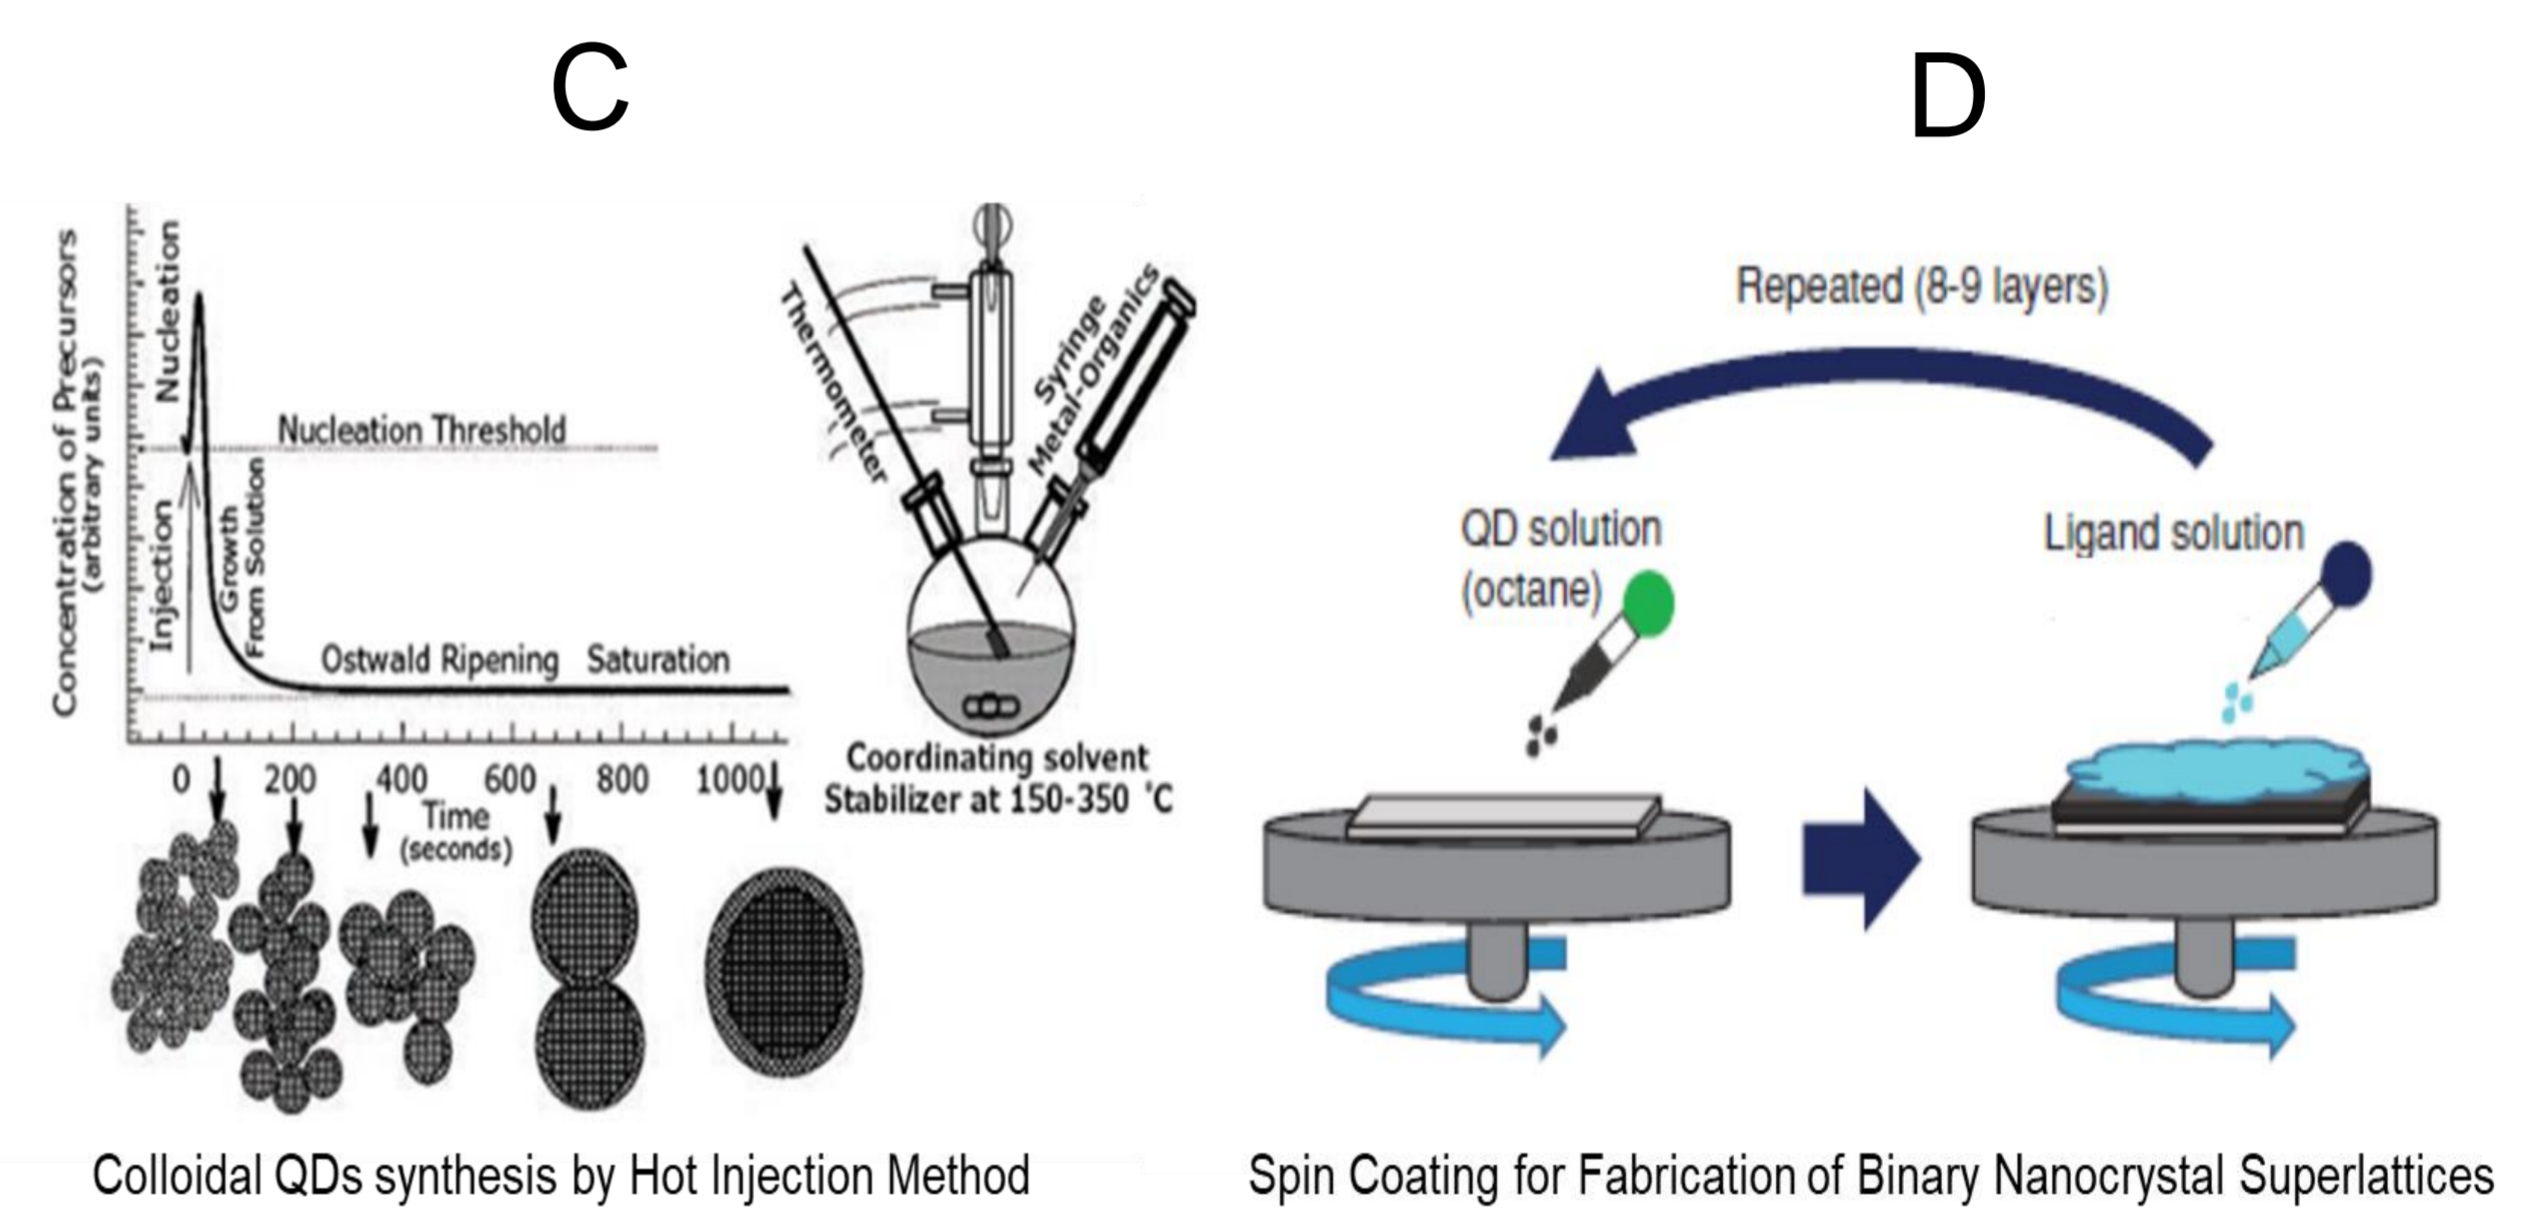 C
D
Concentration of Precursors
(arbitrary units)
Nucleation
Injection
Growth
From Solution
Nucleation Threshold
Ostwald Ripening Saturation
0 200 400 600 800 1000
Time
(seconds)
Thermometer
Syringe
Metal-Organics
Coordinating solvent
Stabilizer at 150-350 °C
Repeated (8-9 layers)
QD solution
(octane)
Ligand solution
Colloidal QDs synthesis by Hot Injection Method
Spin Coating for Fabrication of Binary Nanocrystal Superlattices